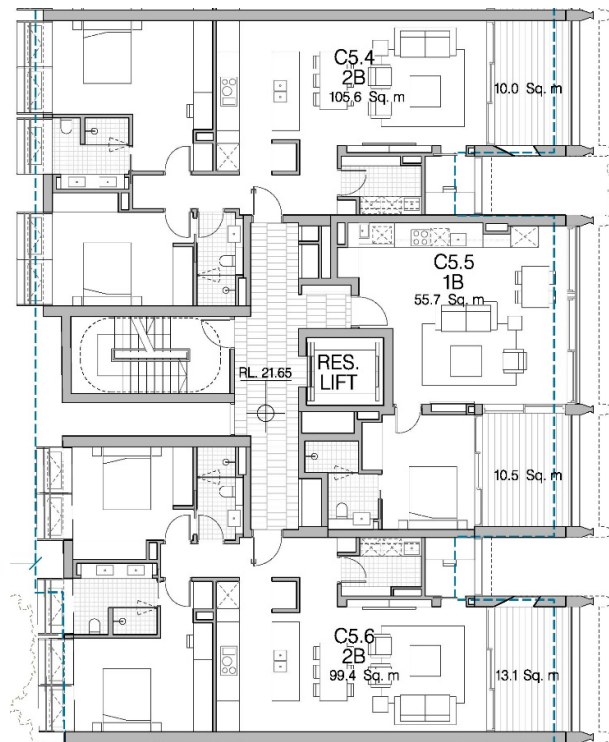 C5.4
2B
105.6 Sq. m
10.0 Sq. m
C5.5
1B
55.7 Sq. m
RES.
LIFT
RL. 21.65
10.5 Sq. m
C5.6
2B
99.4 Sq. m
13.1 Sq. m